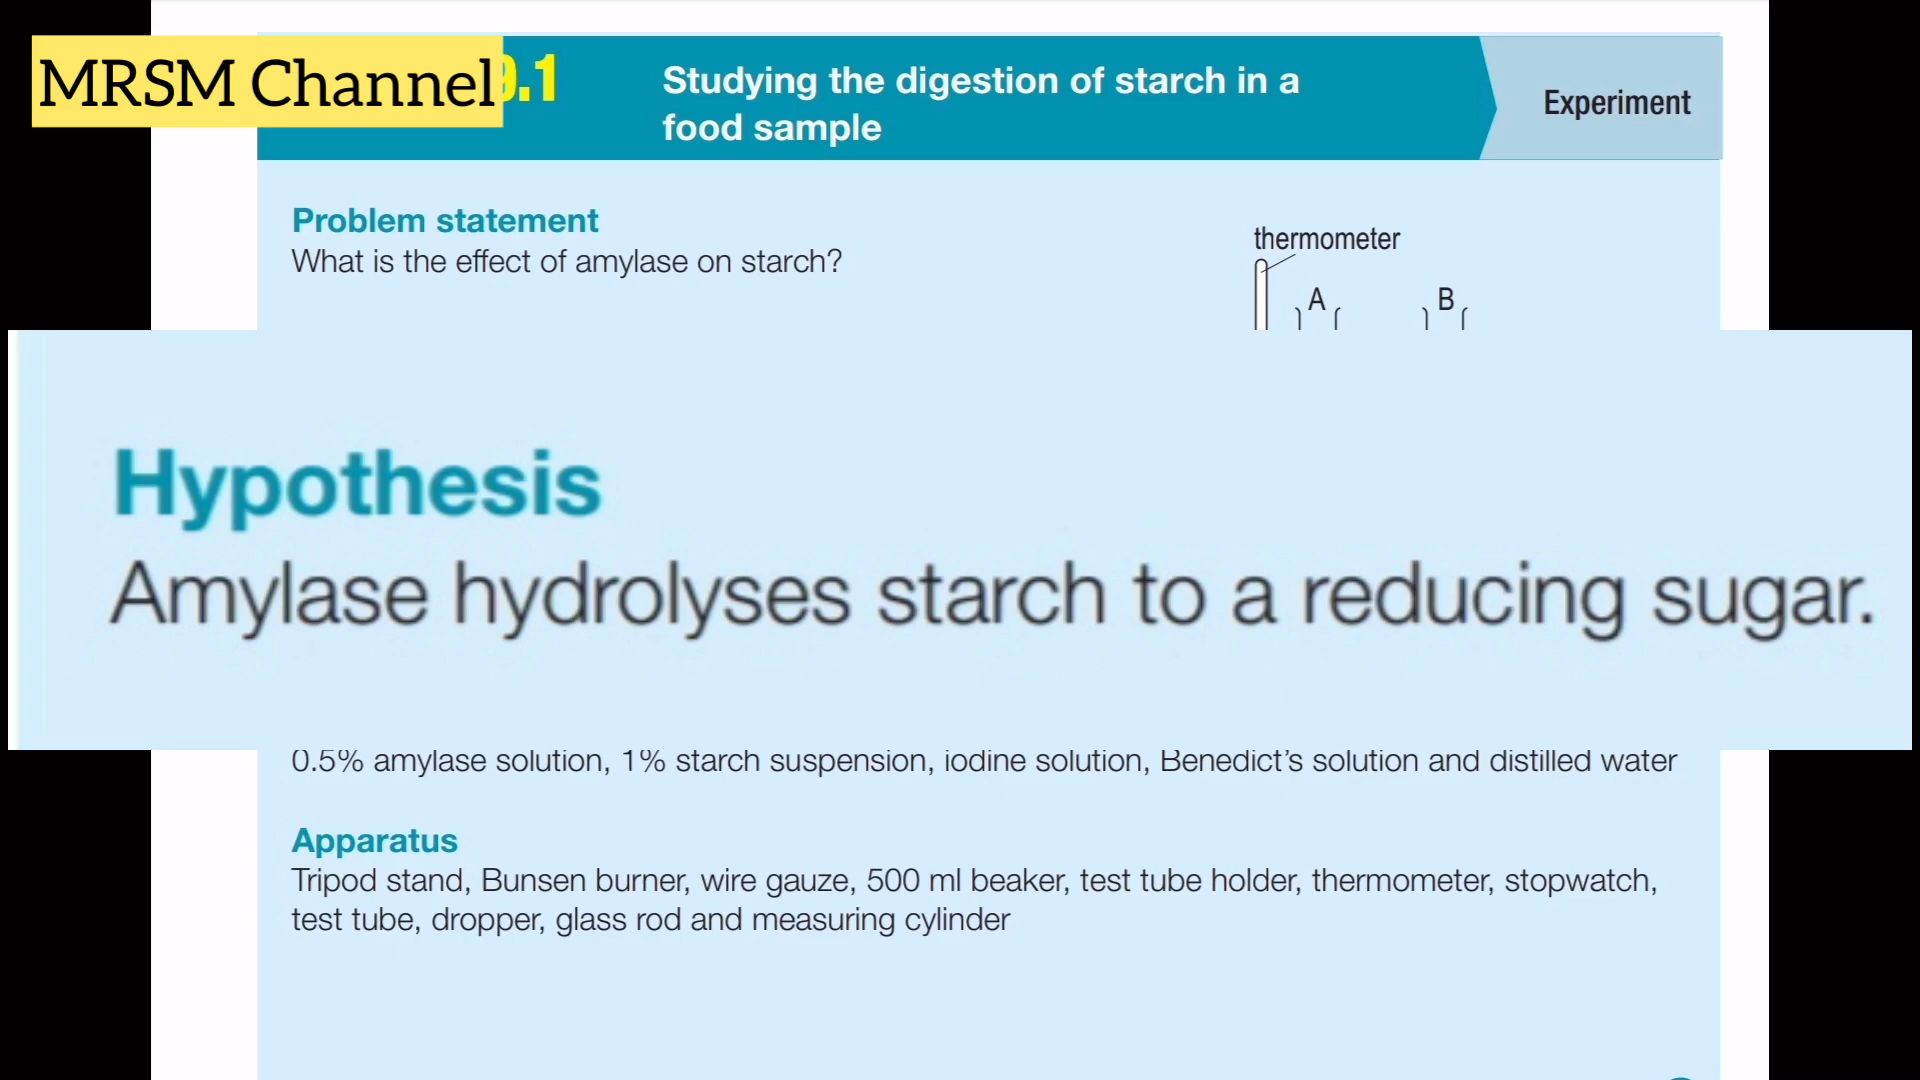 MRSM Channel
9.1
Studying the digestion of starch in a
food sample
Experiment
Problem statement
What is the effect of amylase on starch?
thermometer
A
B
Hypothesis
Amylase hydrolyses starch to a reducing sugar.
0.5% amylase solution, 1% starch suspension, iodine solution, Benedict's solution and distilled water
Apparatus
Tripod stand, Bunsen burner, wire gauze, 500 ml beaker, test tube holder, thermometer, stopwatch,
test tube, dropper, glass rod and measuring cylinder